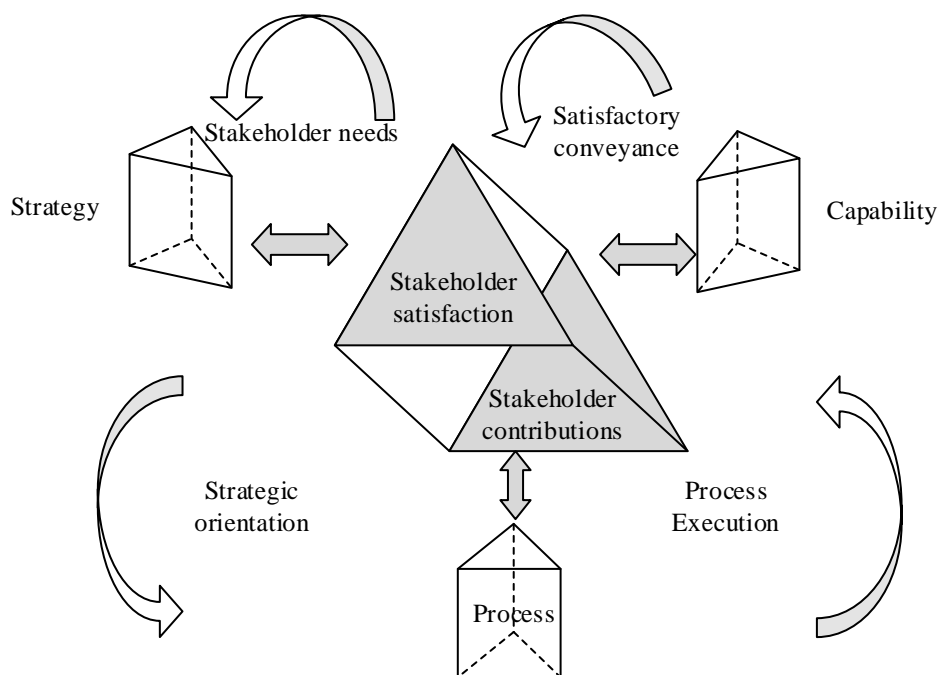 Stakeholder needs
Satisfactory
conveyance
Strategy
Capability
Stakeholder
satisfaction
Stakeholder
contributions
Strategic
orientation
Process
Execution
Process